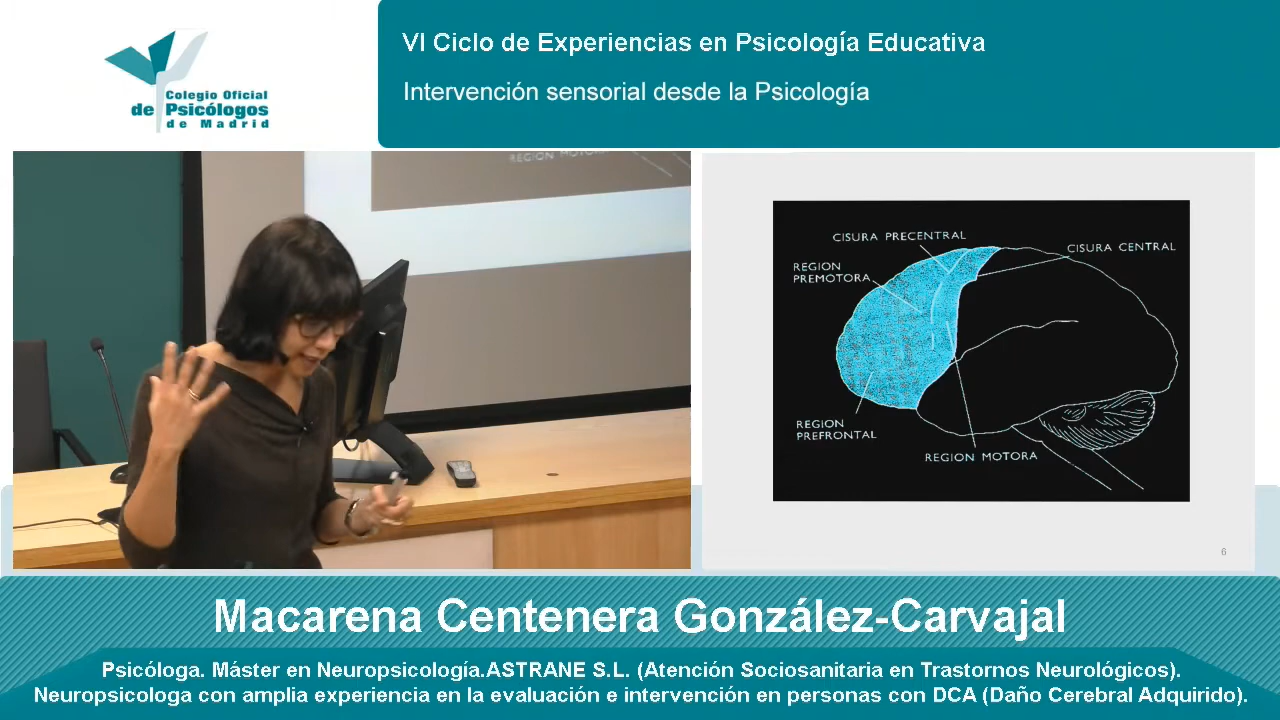 Colegio Oficial
de Psicólogos
de Madrid
VI Ciclo de Experiencias en Psicología Educativa
Intervención sensorial desde la Psicología
REGION MOTORA
CISURA PRECENTRAL
CISURA CENTRAL
REGION
PREMOTORA
REGION
PREFRONTAL
REGION MOTORA
6
Macarena Centenera González-Carvajal
Psicóloga. Máster en Neuropsicología.ASTRANE S.L. (Atención Sociosanitaria en Trastornos Neurológicos).
Neuropsicologa con amplia experiencia en la evaluación e intervención en personas con DCA (Daño Cerebral Adquirido).